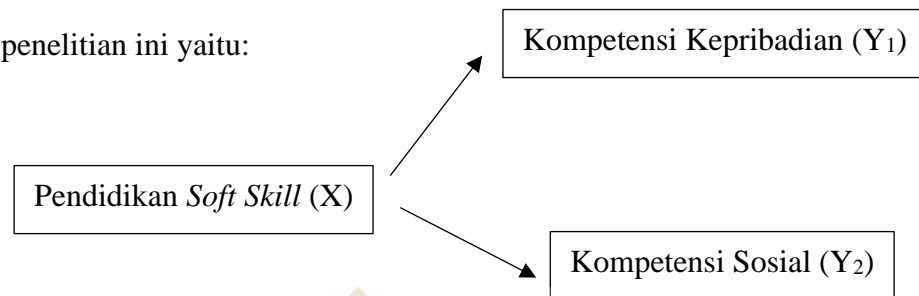 penelitian ini yaitu:
Kompetensi Kepribadian (Y₁)
Pendidikan Soft Skill (X)
Kompetensi Sosial (Y₂)